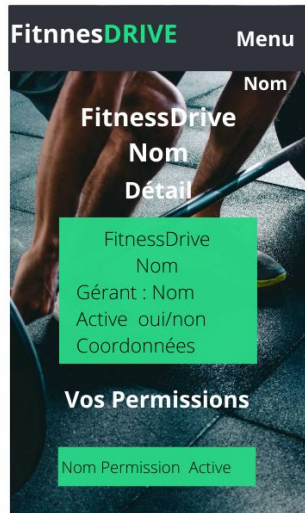 FitnnesDRIVE Menu
Nom
FitnessDrive
Nom
Détail
FitnessDrive
Nom
Gérant : Nom
Active oui/non
Coordonnées
Vos Permissions
Nom Permission Active